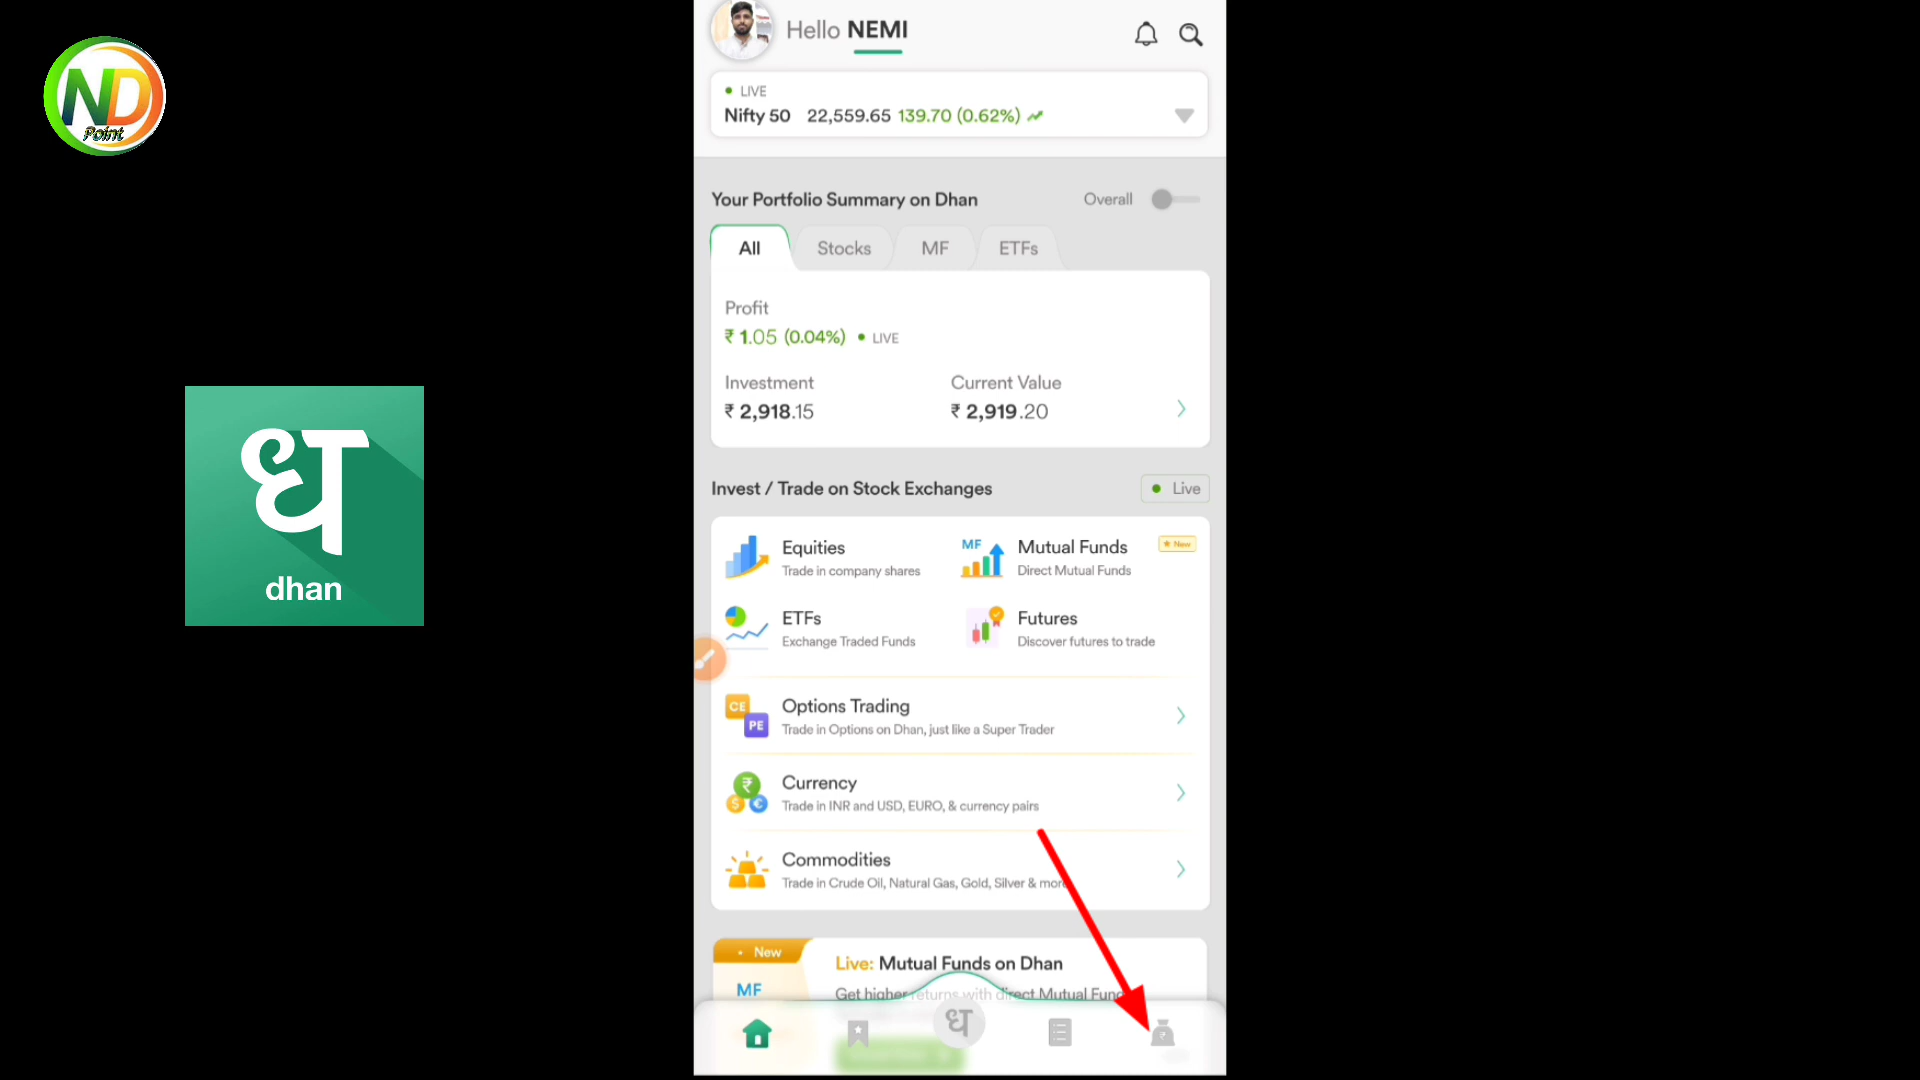 ND
Point
ध
dhan
Hello NEMI
LIVE
Nifty 50 22,559.65 139.70 (0.62%)
Your Portfolio Summary on Dhan
Overall
All
Stocks
MF
ETFs
Profit
₹ 1.05 (0.04%) • LIVE
Investment
Current Value
₹ 2,918.15
₹ 2,919.20
Invest / Trade on Stock Exchanges
Live
Equities
Trade in company shares
MF
Mutual Funds
Direct Mutual Funds
New
ETFs
Exchange Traded Funds
Futures
Discover futures to trade
CE
PE
Options Trading
Trade in Options on Dhan, just like a Super Trader
₹
$
€
Currency
Trade in INR and USD, EURO, & currency pairs
Commodities
Trade in Crude Oil, Natural Gas, Gold, Silver & more
New
MF
Live: Mutual Funds on Dhan
Get higher returns with direct Mutual Fund
ध
₹